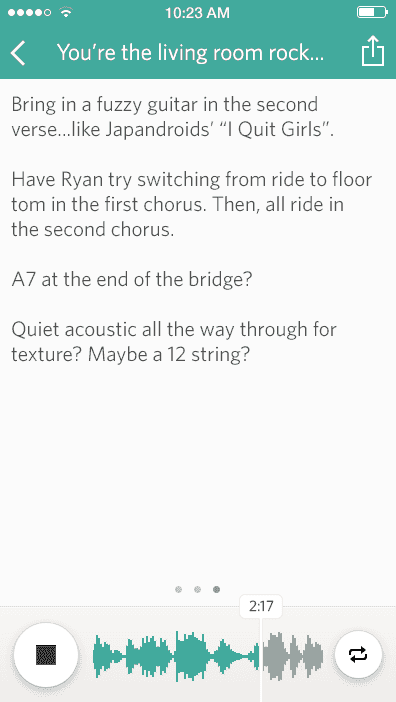 10:23 AM
You’re the living room rock...
Bring in a fuzzy guitar in the second
verse...like Japandroids’ “I Quit Girls”.
Have Ryan try switching from ride to floor
tom in the first chorus. Then, all ride in
the second chorus.
A7 at the end of the bridge?
Quiet acoustic all the way through for
texture? Maybe a 12 string?
2:17